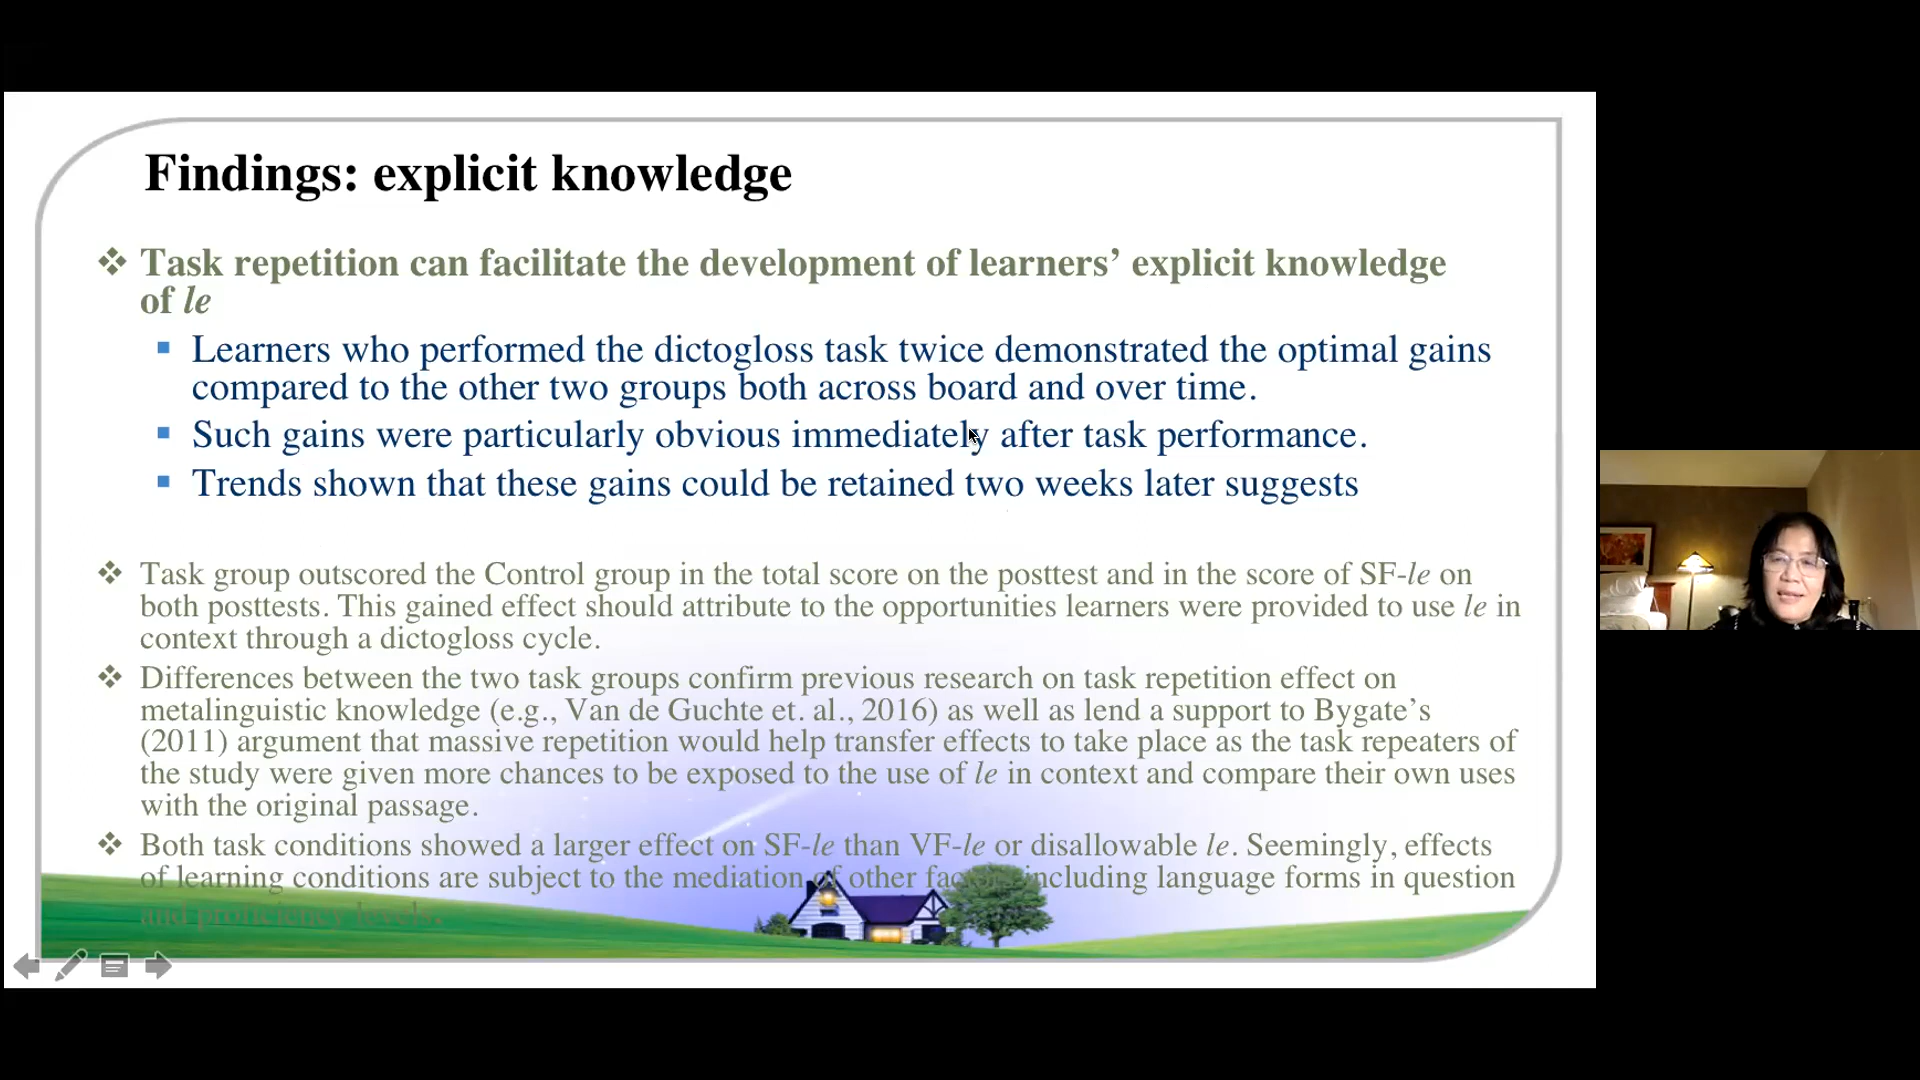 Findings: explicit knowledge
❖ Task repetition can facilitate the development of learners’ explicit knowledge
of le
▪ Learners who performed the dictogloss task twice demonstrated the optimal gains
compared to the other two groups both across board and over time.
▪ Such gains were particularly obvious immediately after task performance.
▪ Trends shown that these gains could be retained two weeks later suggests
❖ Task group outscored the Control group in the total score on the posttest and in the score of SF-le on
both posttests. This gained effect should attribute to the opportunities learners were provided to use le in
context through a dictogloss cycle.
❖ Differences between the two task groups confirm previous research on task repetition effect on
metalinguistic knowledge (e.g., Van de Guchte et. al., 2016) as well as lend a support to Bygate’s
(2011) argument that massive repetition would help transfer effects to take place as the task repeaters of
the study were given more chances to be exposed to the use of le in context and compare their own uses
with the original passage.
❖ Both task conditions showed a larger effect on SF-le than VF-le or disallowable le. Seemingly, effects
of learning conditions are subject to the mediation of other factors including language forms in question
and proficiency levels.